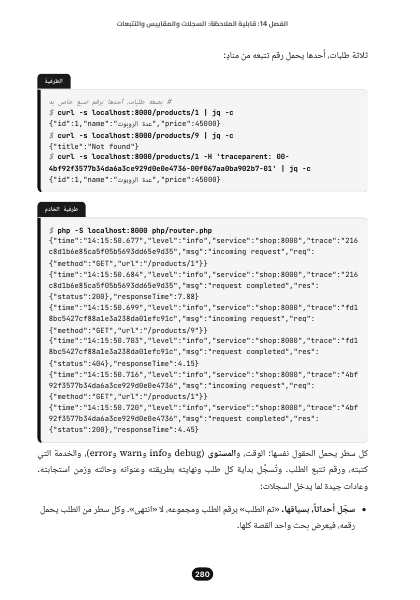 الفصل 14: قابلية الملاحظة: السجلات والمقاييس والتتبعات
ثلاثة طلبات، أحدها يحمل رقم تتبعه من منادٍ:
الطرفية
# بضعة طلبات، أحدها برقم تتبع خاص به
$ curl -s localhost:8000/products/1 | jq -c
{"id":1,"name":"عدة الروبوت","price":45000}
$ curl -s localhost:8000/products/9 | jq -c
{"title":"Not found"}
$ curl -s localhost:8000/products/1 -H 'traceparent: 00-
4bf92f3577b34da6a3ce929d0e0e4736-00f067aa0ba902b7-01' | jq -c
{"id":1,"name":"عدة الروبوت","price":45000}
طرفية الخادم
$ php -S localhost:8000 php/router.php
{"time":"14:15:50.677","level":"info","service":"shop:8000","trace":"216
c8d1b6e85ca5f05b5693dd65e9d35","msg":"incoming request","req":
{"method":"GET","url":"/products/1"}}
{"time":"14:15:50.684","level":"info","service":"shop:8000","trace":"216
c8d1b6e85ca5f05b5693dd65e9d35","msg":"request completed","res":
{"status":200},"responseTime":7.88}
{"time":"14:15:50.699","level":"info","service":"shop:8000","trace":"fd1
8bc5427cf88a1e3a238da01efc91c","msg":"incoming request","req":
{"method":"GET","url":"/products/9"}}
{"time":"14:15:50.703","level":"info","service":"shop:8000","trace":"fd1
8bc5427cf88a1e3a238da01efc91c","msg":"request completed","res":
{"status":404},"responseTime":4.15}
{"time":"14:15:50.716","level":"info","service":"shop:8000","trace":"4bf
92f3577b34da6a3ce929d0e0e4736","msg":"incoming request","req":
{"method":"GET","url":"/products/1"}}
{"time":"14:15:50.720","level":"info","service":"shop:8000","trace":"4bf
92f3577b34da6a3ce929d0e0e4736","msg":"request completed","res":
{"status":200},"responseTime":4.45}
كل سطر يحمل الحقول نفسها: الوقت، والمستوى (debug وinfo وwarn وerror)، والخدمة التي
كتبته، ورقم تتبع الطلب. وتُسجَّل بداية كل طلب ونهايته بطريقته وعنوانه وحالته وزمن استجابته.
وعادات جيدة لما يدخل السجلات:
• سجّل أحداثاً، بسياقها. «تم الطلب» برقم الطلب ومجموعه، لا «انتهى». وكل سطر من الطلب يحمل
رقمه، فيعرض بحث واحد القصة كلها.
280